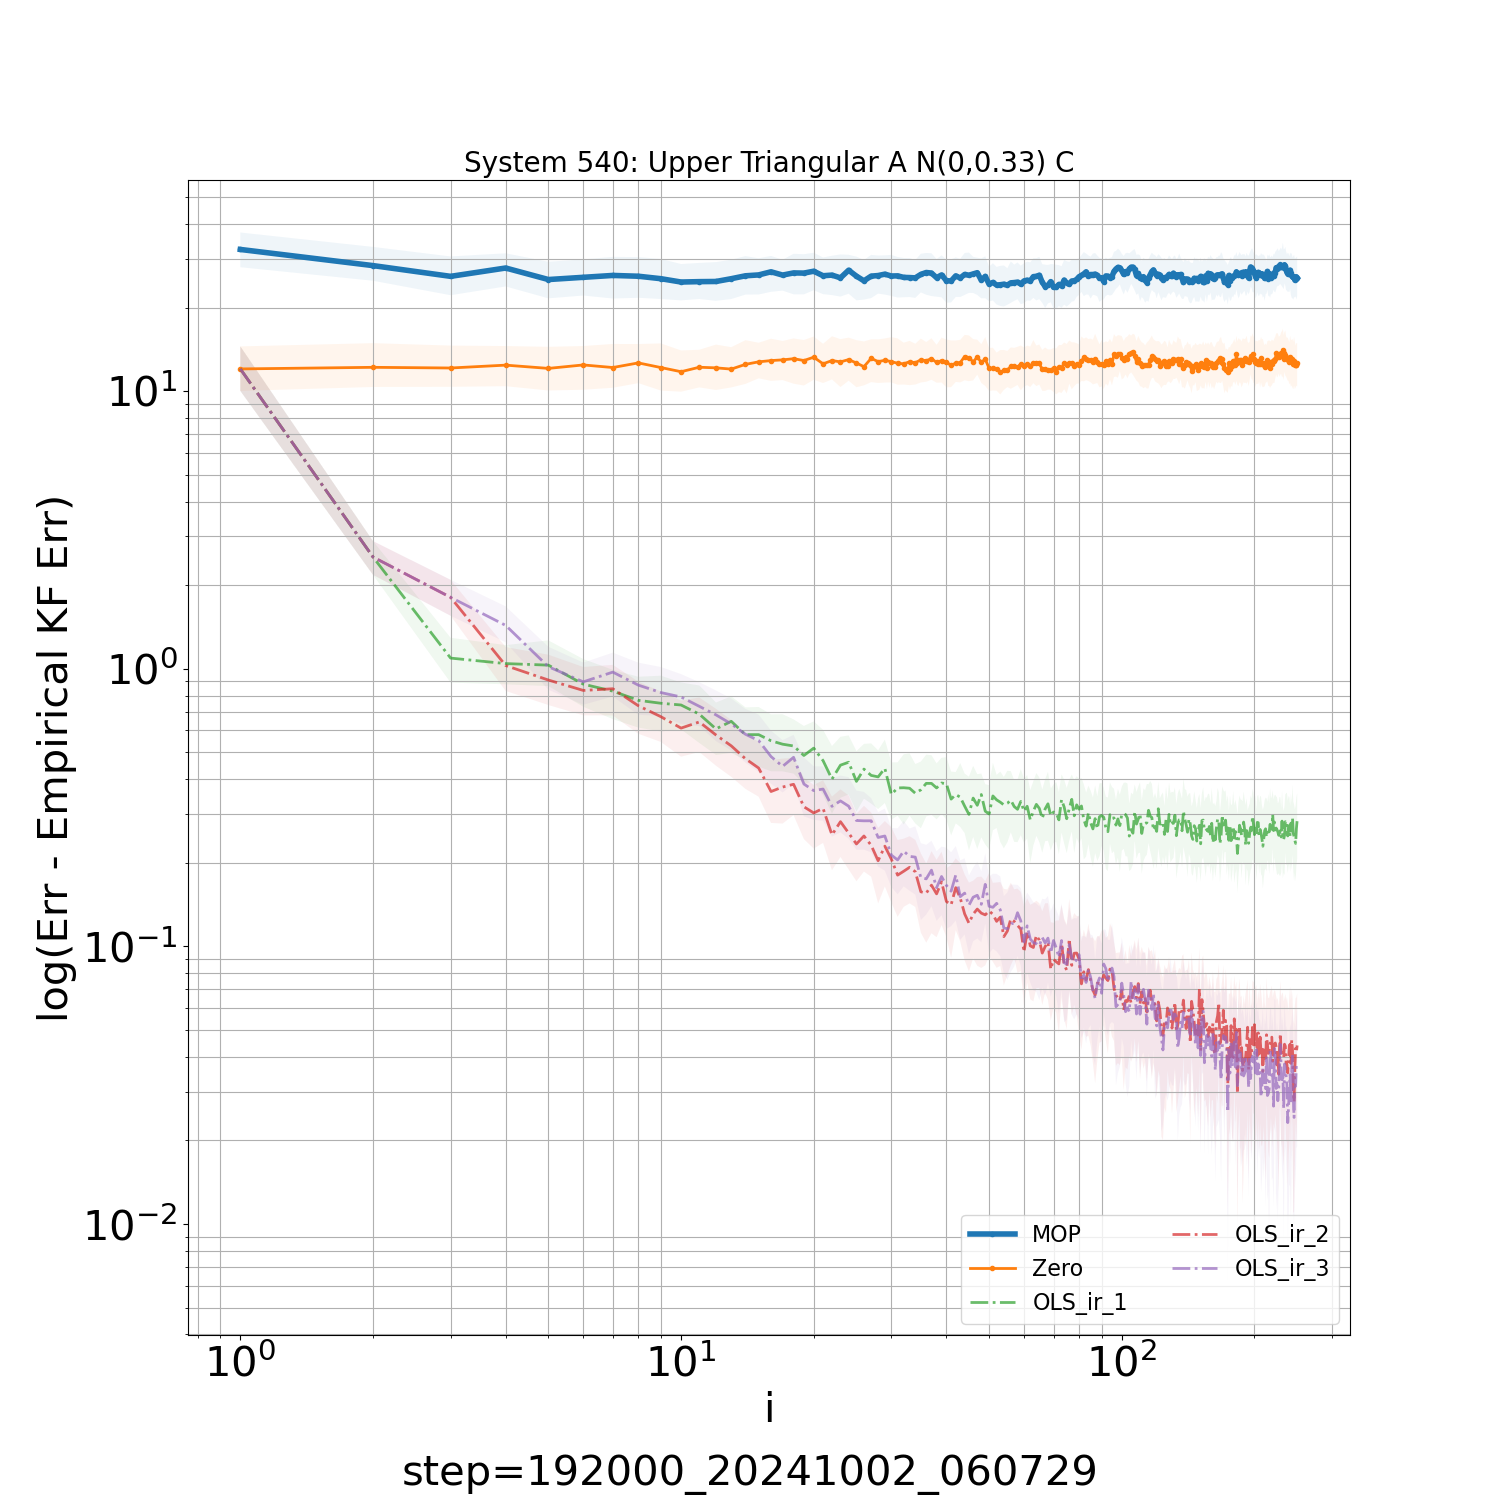 System 540: Upper Triangular A N(0,0.33) C
log(Err - Empirical KF Err)
10¹
10⁰
10⁻¹
10⁻²
MOP
Zero
OLS_ir_1
OLS_ir_2
OLS_ir_3
10⁰ 10¹ 10²
i
step=192000_20241002_060729